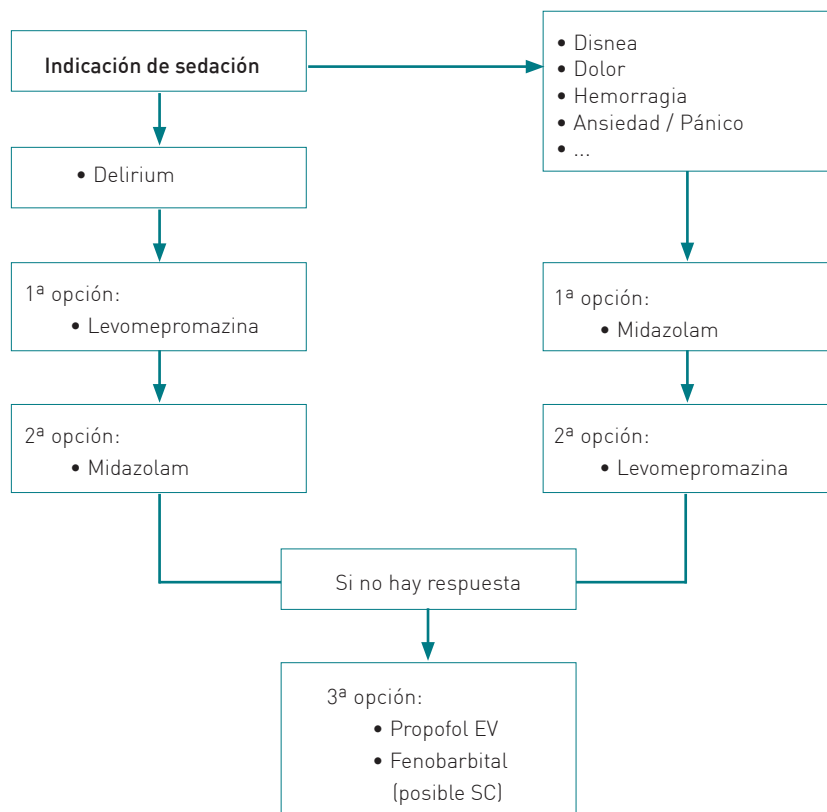 Indicación de sedación
• Disnea
• Dolor
• Hemorragia
• Ansiedad / Pánico
• ...
• Delirium
1ª opción:
• Levomepromazina
1ª opción:
• Midazolam
2ª opción:
• Midazolam
2ª opción:
• Levomepromazina
Si no hay respuesta
3ª opción:
• Propofol EV
• Fenobarbital
(posible SC)